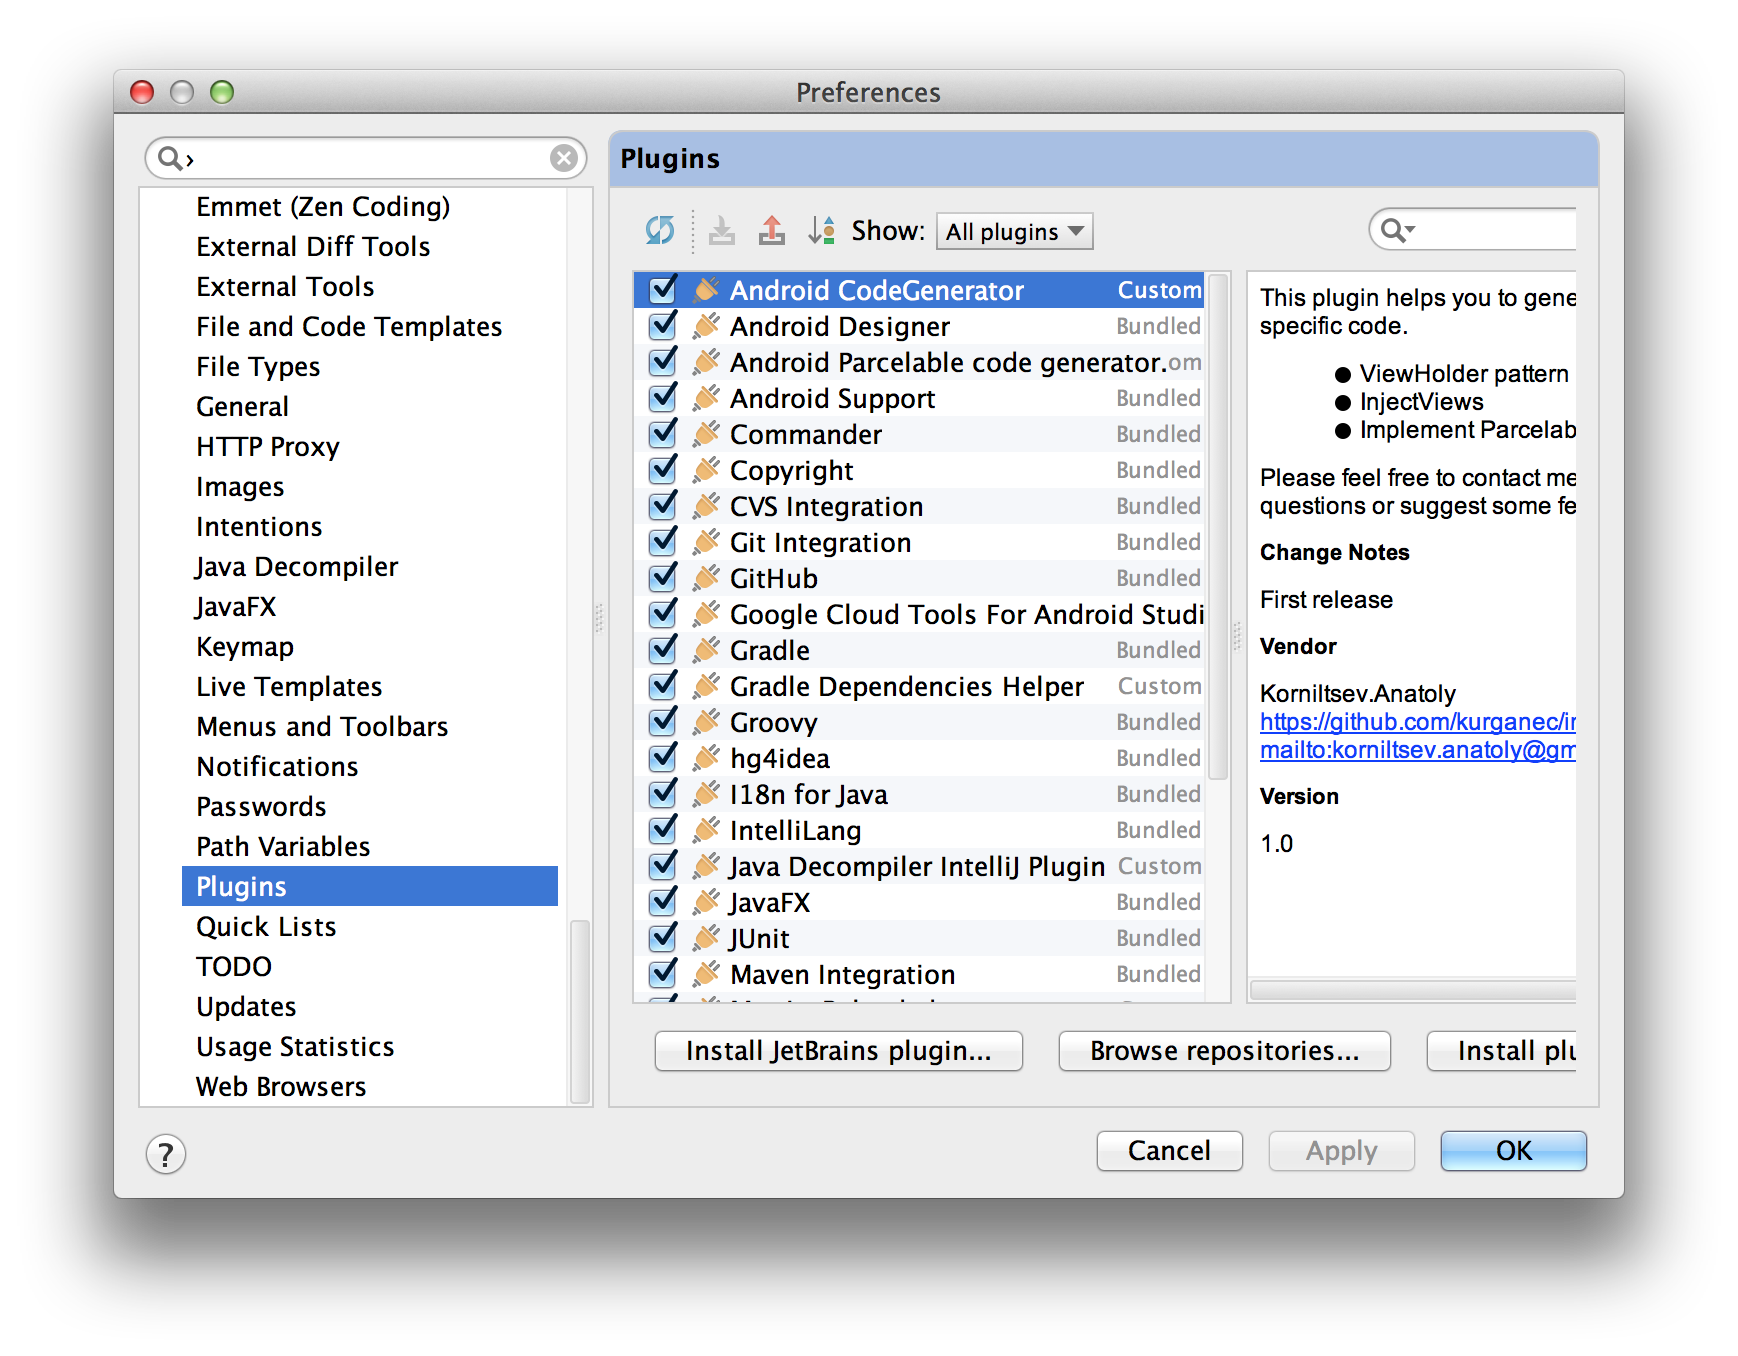 Preferences
Plugins
Emmet (Zen Coding)
External Diff Tools
External Tools
File and Code Templates
File Types
General
HTTP Proxy
Images
Intentions
Java Decompiler
JavaFX
Keymap
Live Templates
Menus and Toolbars
Notifications
Passwords
Path Variables
Plugins
Quick Lists
TODO
Updates
Usage Statistics
Web Browsers
Show: All plugins
Android CodeGenerator Custom
Android Designer Bundled
Android Parcelable code generator.om
Android Support Bundled
Commander Bundled
Copyright Bundled
CVS Integration Bundled
Git Integration Bundled
GitHub Bundled
Google Cloud Tools For Android Studi
Gradle Bundled
Gradle Dependencies Helper Custom
Groovy Bundled
hg4idea Bundled
I18n for Java Bundled
IntelliLang Bundled
Java Decompiler IntelliJ Plugin Custom
JavaFX Bundled
JUnit Bundled
Maven Integration Bundled
This plugin helps you to gene
specific code.
● ViewHolder pattern
● InjectViews
● Implement Parcelab
Please feel free to contact me
questions or suggest some fe
Change Notes
First release
Vendor
Korniltsev.Anatoly
https://github.com/kurganec/ir
mailto:korniltsev.anatoly@gm
Version
1.0
Install JetBrains plugin...
Browse repositories...
Install plu
?
Cancel
Apply
OK